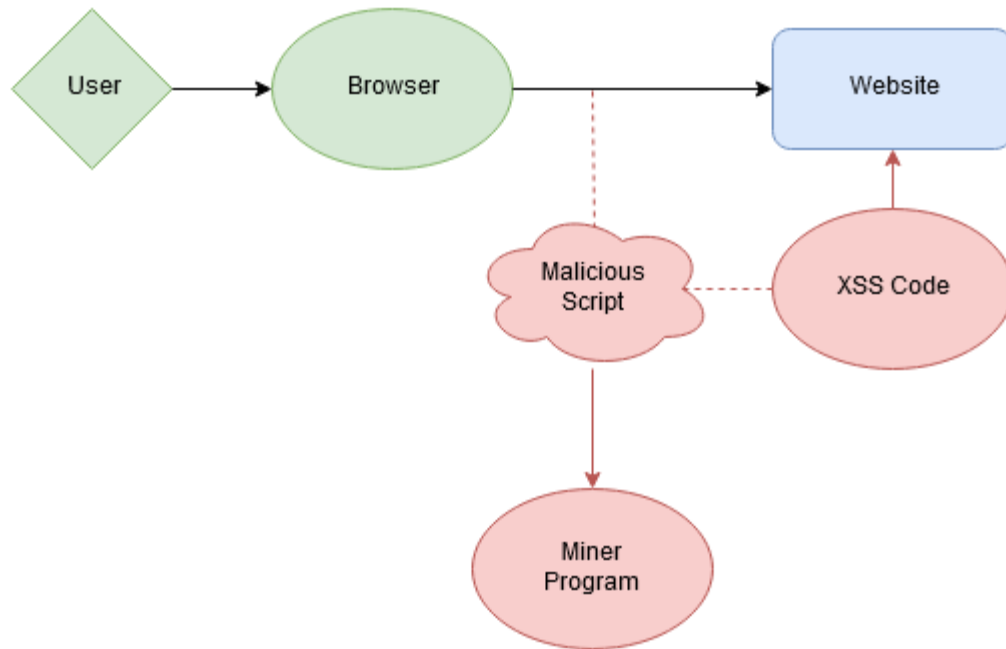 User
Browser
Website
Malicious
Script
XSS Code
Miner
Program